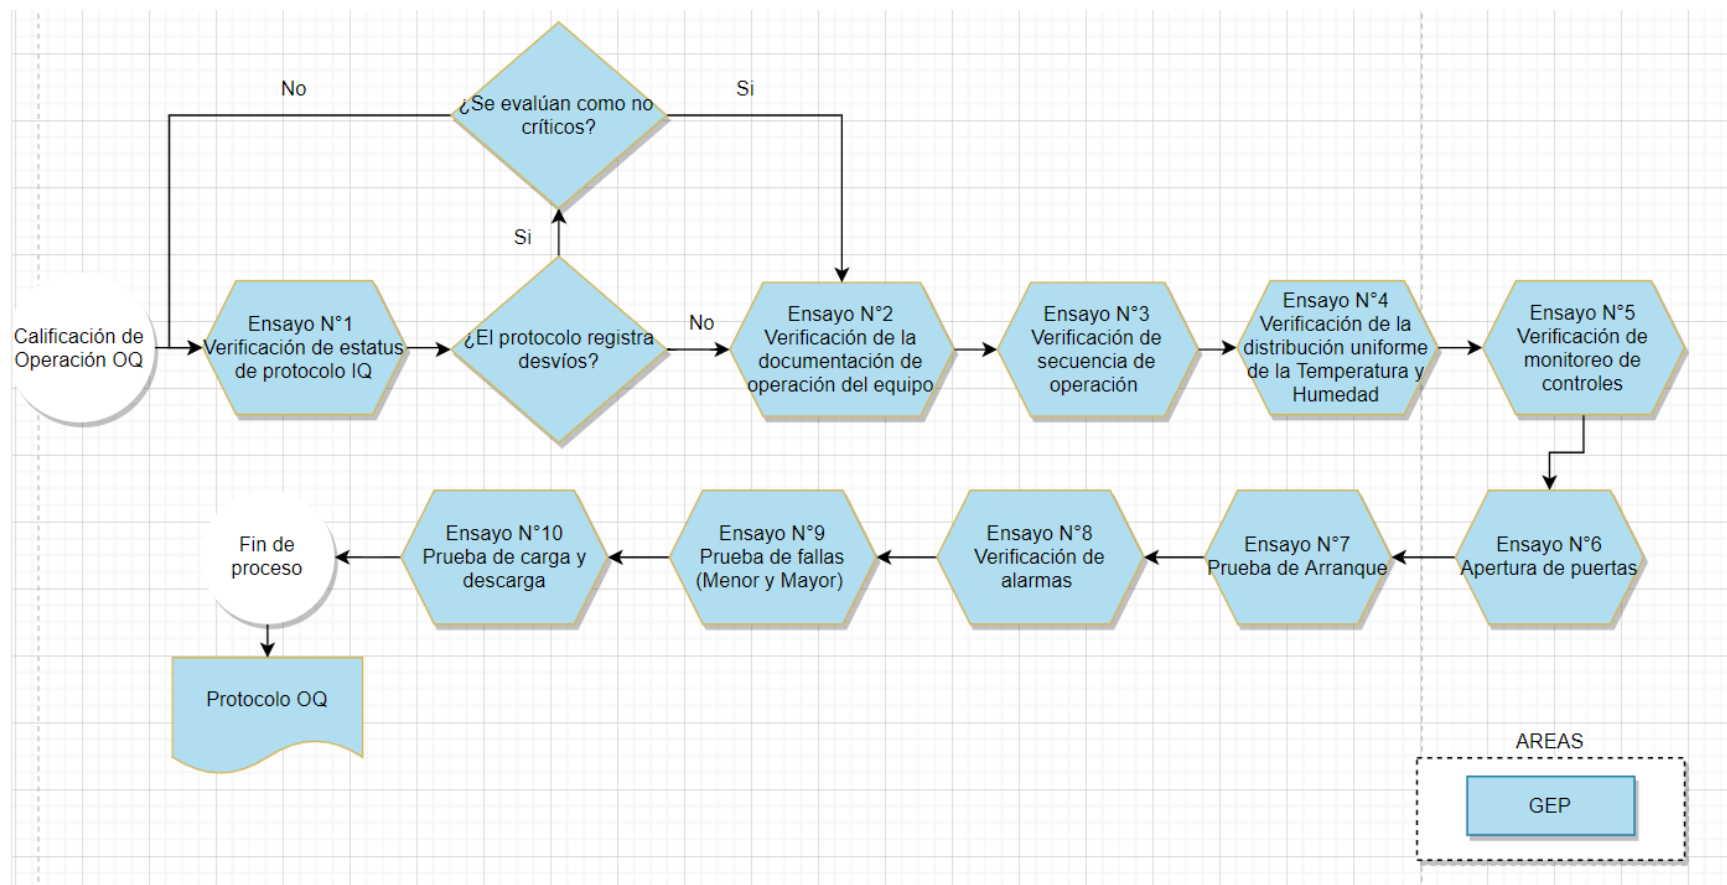 No
Si
¿Se evalúan como no
críticos?
Si
Calificación de
Operación OQ
Ensayo N°1
Verificación de estatus
de protocolo IQ
¿El protocolo registra
desvíos?
No
Ensayo N°2
Verificación de la
documentación de
operación del equipo
Ensayo N°3
Verificación de
secuencia de
operación
Ensayo N°4
Verificación de la
distribución uniforme
de la Temperatura y
Humedad
Ensayo N°5
Verificación de
monitoreo de
controles
Fin de
proceso
Ensayo N°10
Prueba de carga y
descarga
Ensayo N°9
Prueba de fallas
(Menor y Mayor)
Ensayo N°8
Verificación de
alarmas
Ensayo N°7
Prueba de Arranque
Ensayo N°6
Apertura de puertas
Protocolo OQ
AREAS
GEP